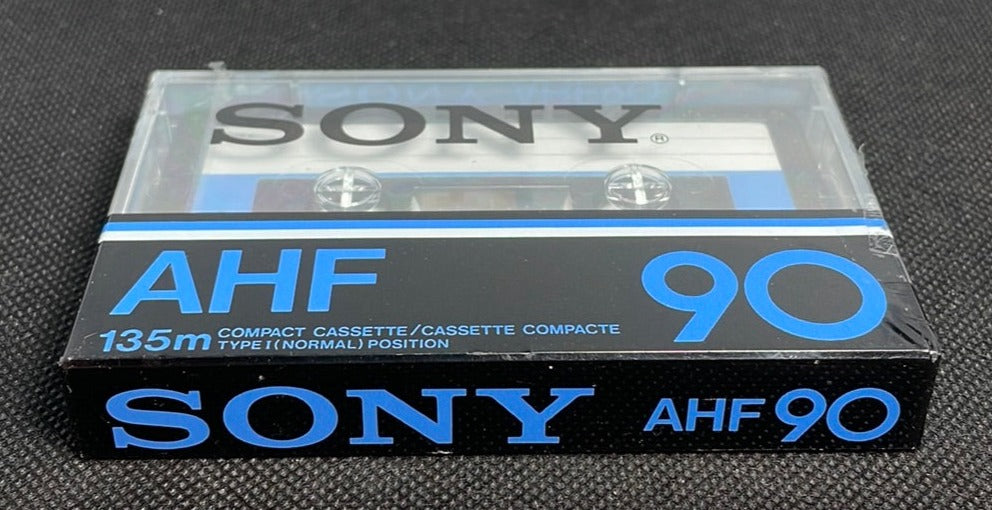 SONY®
AHF 90
135m COMPACT CASSETTE/CASSETTE COMPACTE
TYPE I (NORMAL) POSITION
SONY AHF 90